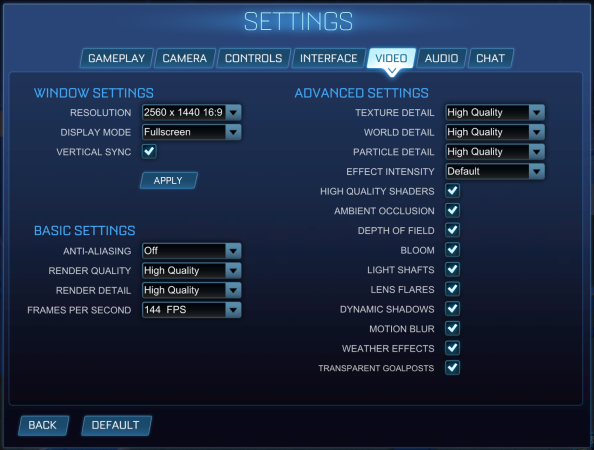 SETTINGS
GAMEPLAY CAMERA CONTROLS INTERFACE VIDEO AUDIO CHAT
WINDOW SETTINGS
RESOLUTION 2560 x 1440 16:9
DISPLAY MODE Fullscreen
VERTICAL SYNC
APPLY
BASIC SETTINGS
ANTI-ALIASING Off
RENDER QUALITY High Quality
RENDER DETAIL High Quality
FRAMES PER SECOND 144 FPS
ADVANCED SETTINGS
TEXTURE DETAIL High Quality
WORLD DETAIL High Quality
PARTICLE DETAIL High Quality
EFFECT INTENSITY Default
HIGH QUALITY SHADERS
AMBIENT OCCLUSION
DEPTH OF FIELD
BLOOM
LIGHT SHAFTS
LENS FLARES
DYNAMIC SHADOWS
MOTION BLUR
WEATHER EFFECTS
TRANSPARENT GOALPOSTS
BACK DEFAULT